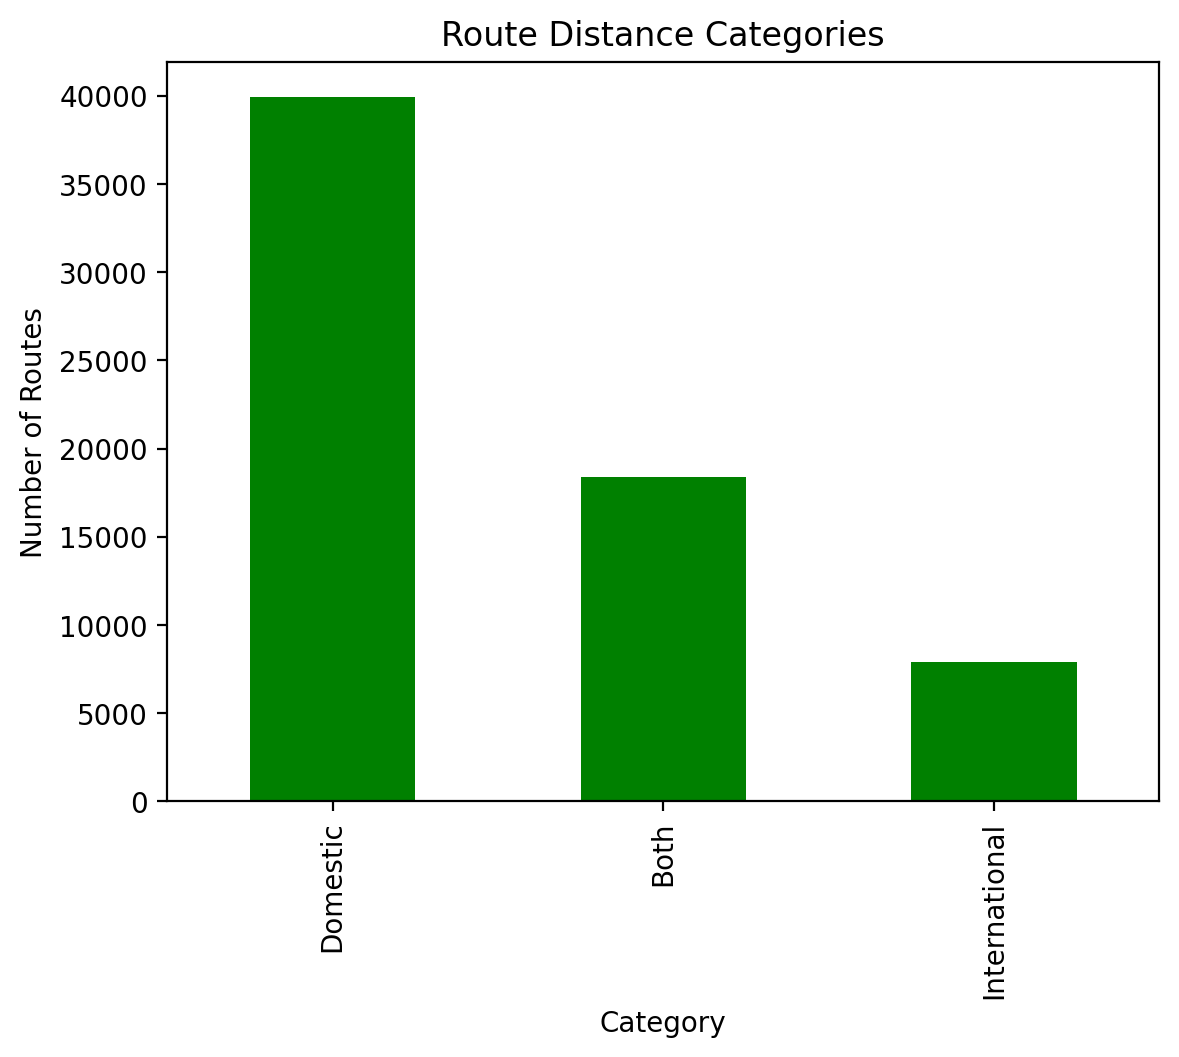 Route Distance Categories
Number of Routes
40000
35000
30000
25000
20000
15000
10000
5000
0
Domestic
Both
International
Category